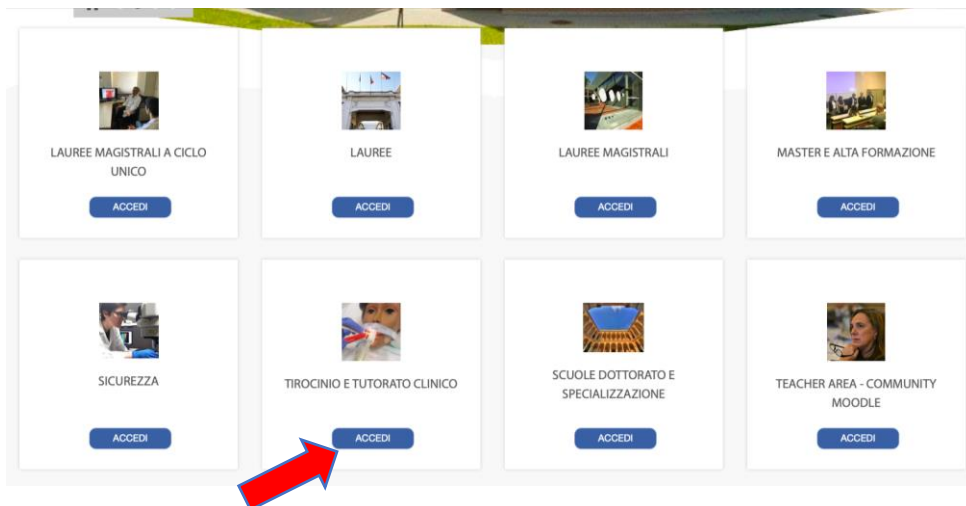 LAUREE MAGISTRALI A CICLO
UNICO
ACCEDI
LAUREE
ACCEDI
LAUREE MAGISTRALI
ACCEDI
MASTER E ALTA FORMAZIONE
ACCEDI
SICUREZZA
ACCEDI
TIROCINIO E TUTORATO CLINICO
ACCEDI
SCUOLE DOTTORATO E
SPECIALIZZAZIONE
ACCEDI
TEACHER AREA - COMMUNITY
MOODLE
ACCEDI